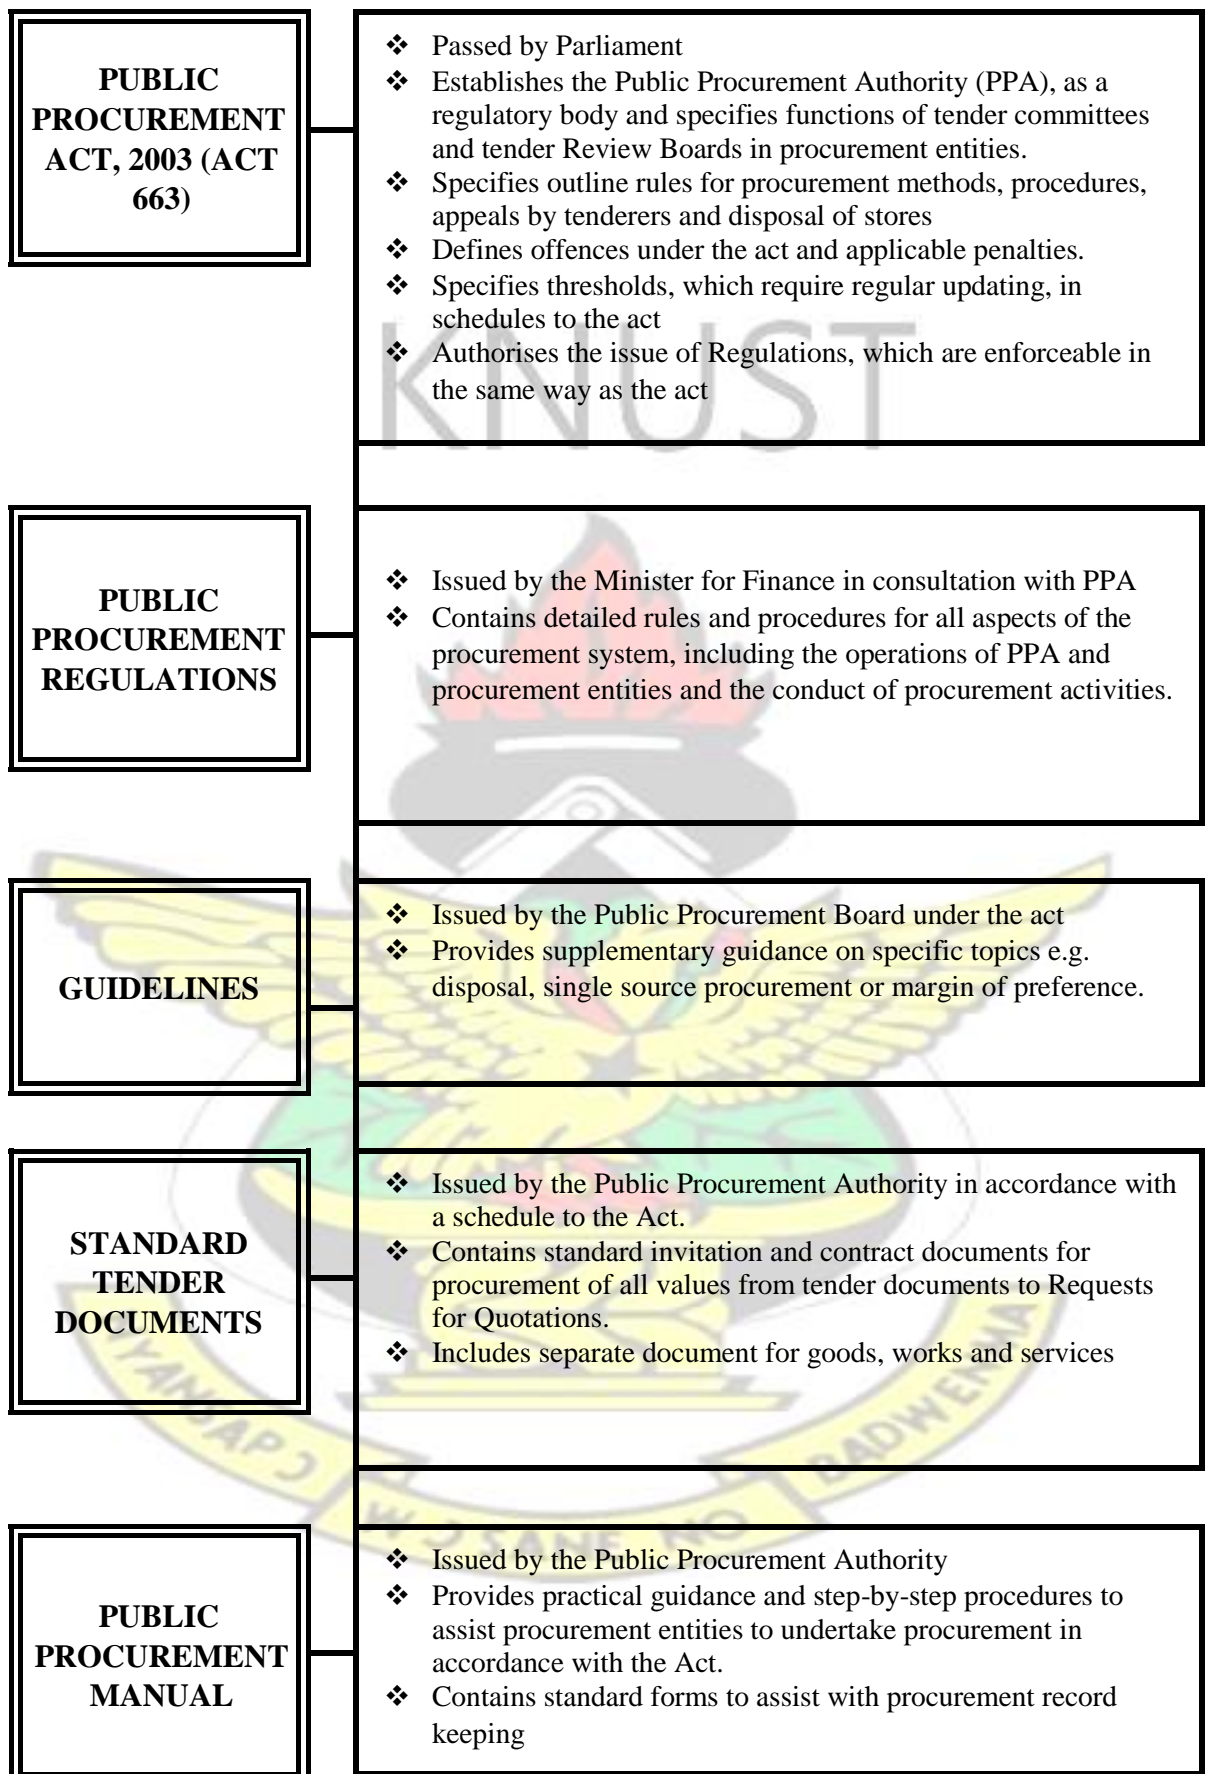 PUBLIC
PROCUREMENT
ACT, 2003 (ACT
663)
❖ Passed by Parliament
❖ Establishes the Public Procurement Authority (PPA), as a
regulatory body and specifies functions of tender committees
and tender Review Boards in procurement entities.
❖ Specifies outline rules for procurement methods, procedures,
appeals by tenderers and disposal of stores
❖ Defines offences under the act and applicable penalties.
❖ Specifies thresholds, which require regular updating, in
schedules to the act
❖ Authorises the issue of Regulations, which are enforceable in
the same way as the act
KNUST
PUBLIC
PROCUREMENT
REGULATIONS
❖ Issued by the Minister for Finance in consultation with PPA
❖ Contains detailed rules and procedures for all aspects of the
procurement system, including the operations of PPA and
procurement entities and the conduct of procurement activities.
GUIDELINES
❖ Issued by the Public Procurement Board under the act
❖ Provides supplementary guidance on specific topics e.g.
disposal, single source procurement or margin of preference.
STANDARD
TENDER
DOCUMENTS
❖ Issued by the Public Procurement Authority in accordance with
a schedule to the Act.
❖ Contains standard invitation and contract documents for
procurement of all values from tender documents to Requests
for Quotations.
❖ Includes separate document for goods, works and services
NYANSAPƆ WƆ SANE NO BADWENMA
PUBLIC
PROCUREMENT
MANUAL
❖ Issued by the Public Procurement Authority
❖ Provides practical guidance and step-by-step procedures to
assist procurement entities to undertake procurement in
accordance with the Act.
❖ Contains standard forms to assist with procurement record
keeping